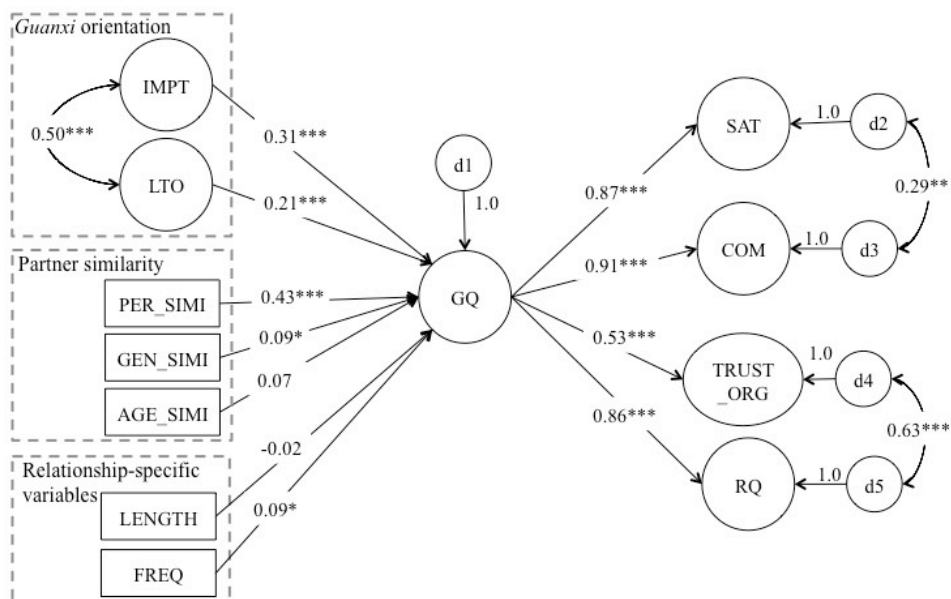 Guanxi orientation
IMPT
0.50***
LTO
0.31***
0.21***
Partner similarity
PER_SIMI
0.43***
GEN_SIMI
0.09*
AGE_SIMI
0.07
Relationship-specific
variables
LENGTH
-0.02
FREQ
0.09*
d1
1.0
GQ
0.87***
0.91***
0.53***
0.86***
SAT
1.0
d2
0.29**
COM
1.0
d3
TRUST
_ORG
1.0
d4
0.63***
RQ
1.0
d5